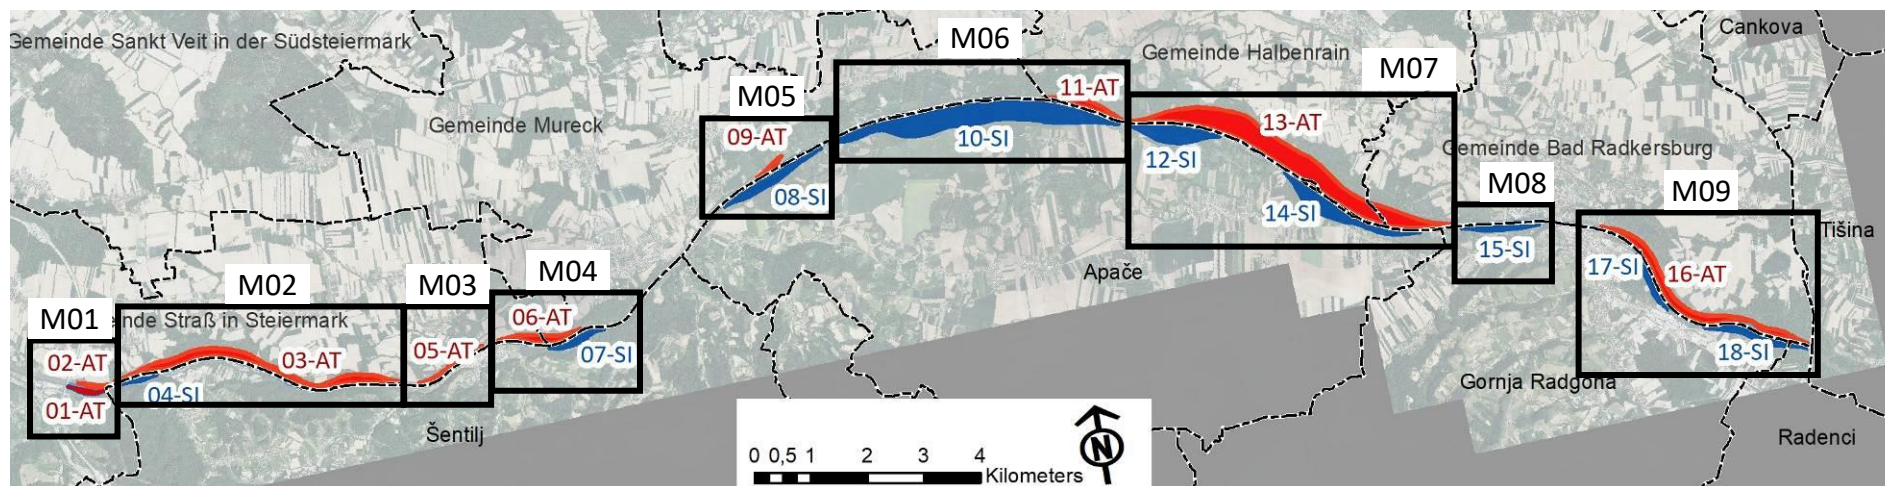 Cankova
M06
Gemeinde Sankt Veit in der Südsteiermark
Gemeinde Halbenrain
M07
M05
11-AT
Gemeinde Mureck
09-AT
10-SI
13-AT
12-SI
Gemeinde Bad Radkersburg
M08
M09
08-SI
14-SI
Tišina
15-SI
17-SI
16-AT
Apače
M04
M02
M03
M01
inde Straß in Steiermark
06-AT
05-AT
07-SI
02-AT
03-AT
18-SI
04-SI
01-AT
Gornja Radgona
Šentilj
Radenci
0 0,5 1 2 3 4
Kilometers
N